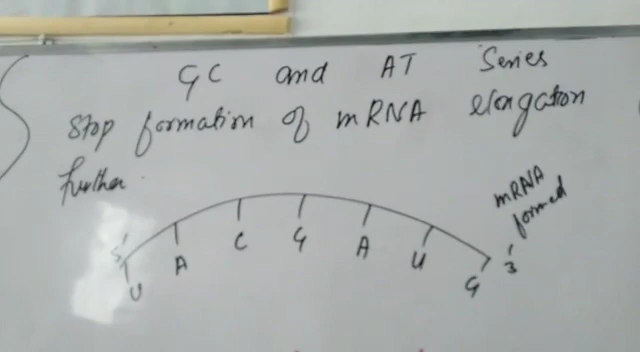 GC and AT Series
Stop formation of mRNA elongation
further.
mRNA
formed
5'
U A C G A U G
3'